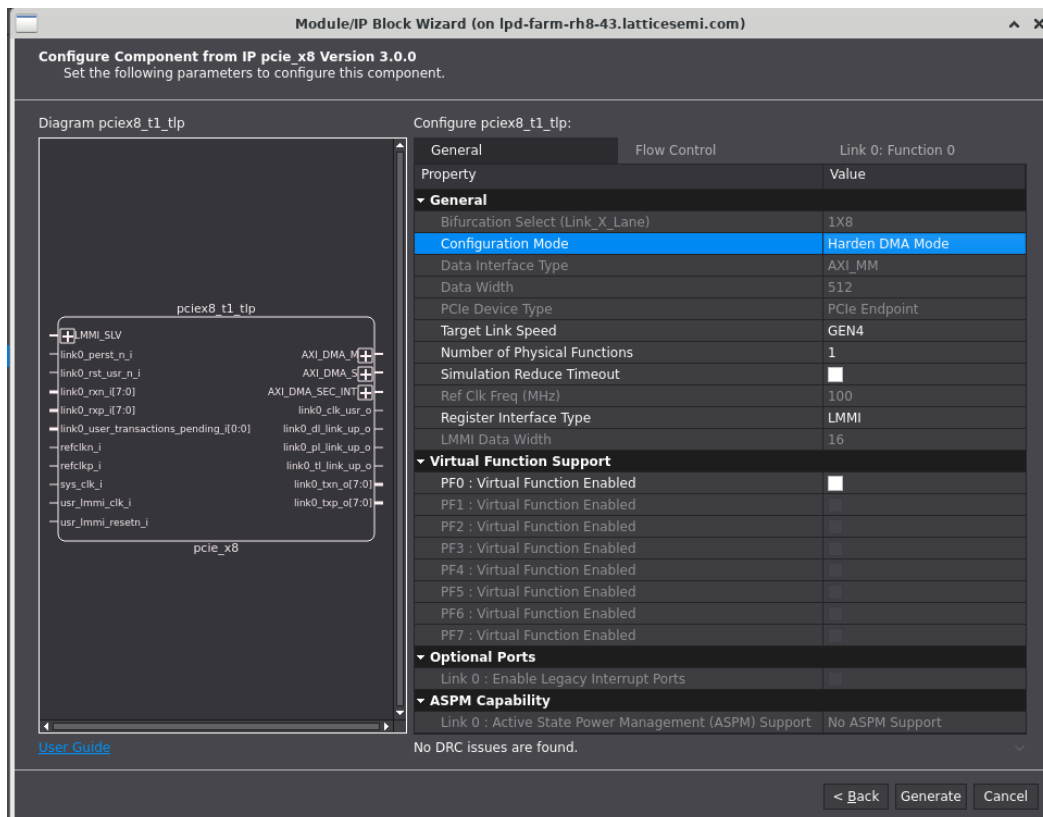 Module/IP Block Wizard (on lpd-farm-rh8-43.latticesemi.com)
Configure Component from IP pcie_x8 Version 3.0.0
Set the following parameters to configure this component.
Diagram pciex8_t1_tlp
pciex8_t1_tlp
LMMI_SLV
link0_perst_n_i
link0_rst_usr_n_i
link0_rxn_i[7:0]
link0_rxp_i[7:0]
link0_user_transactions_pending_i[0:0]
refclkn_i
refclkp_i
sys_clk_i
usr_lmmi_clk_i
usr_lmmi_resetn_i
AXI_DMA_M
AXI_DMA_S
AXI_DMA_SEC_INT
link0_clk_usr_o
link0_dl_link_up_o
link0_pl_link_up_o
link0_tl_link_up_o
link0_txn_o[7:0]
link0_txp_o[7:0]
pcie_x8
User Guide
Configure pciex8_t1_tlp:
General Flow Control Link 0: Function 0
Property Value
General
Bifurcation Select (Link_X_Lane) 1X8
Configuration Mode Harden DMA Mode
Data Interface Type AXI_MM
Data Width 512
PCIe Device Type PCIe Endpoint
Target Link Speed GEN4
Number of Physical Functions 1
Simulation Reduce Timeout
Ref Clk Freq (MHz) 100
Register Interface Type LMMI
LMMI Data Width 16
Virtual Function Support
PF0 : Virtual Function Enabled
PF1 : Virtual Function Enabled
PF2 : Virtual Function Enabled
PF3 : Virtual Function Enabled
PF4 : Virtual Function Enabled
PF5 : Virtual Function Enabled
PF6 : Virtual Function Enabled
PF7 : Virtual Function Enabled
Optional Ports
Link 0 : Enable Legacy Interrupt Ports
ASPM Capability
Link 0 : Active State Power Management (ASPM) Support No ASPM Support
No DRC issues are found.
< Back Generate Cancel